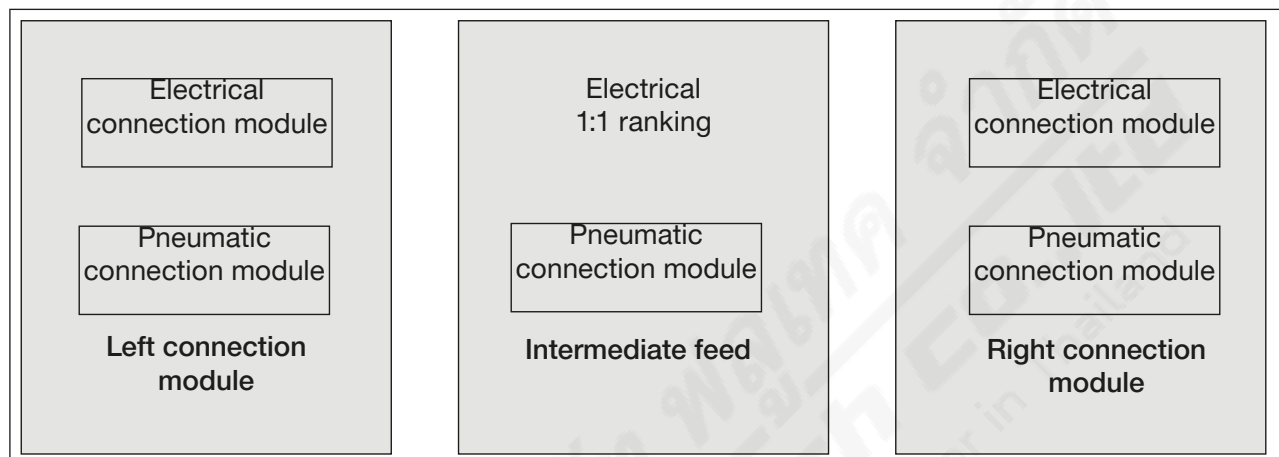 Electrical
connection module
Pneumatic
connection module
Left connection
module
Electrical
1:1 ranking
Pneumatic
connection module
Intermediate feed
Electrical
connection module
Pneumatic
connection module
Right connection
module